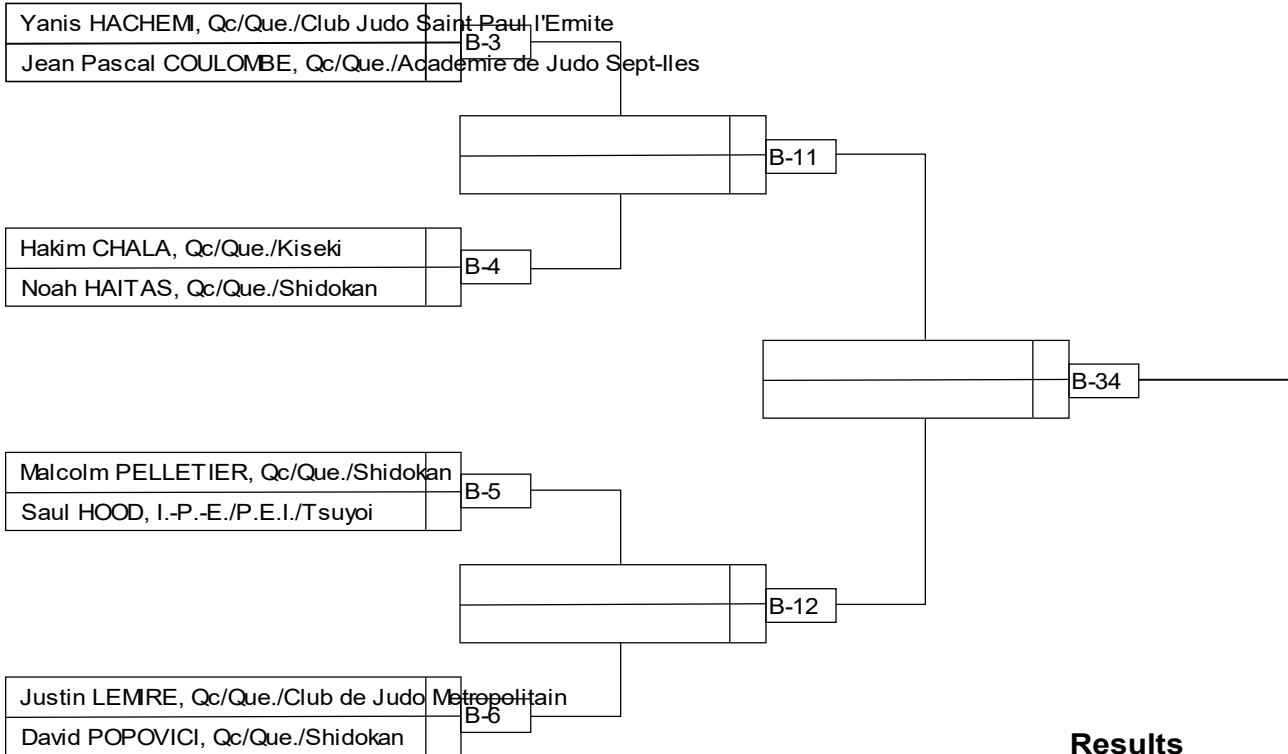 Yanis HACHEMI, Qc/Que./Club Judo Saint Paul l'Ermite
B-3
Jean Pascal COULOMBE, Qc/Que./Académie de Judo Sept-Iles
B-11
Hakim CHALA, Qc/Que./Kiseki
B-4
Noah HAITAS, Qc/Que./Shidokan
B-34
Malcolm PELLETIER, Qc/Que./Shidokan
B-5
Saul HOOD, I.-P.-E./P.E.I./Tsuyoi
B-12
Justin LEMIRE, Qc/Que./Club de Judo Metropolitain
B-6
David POPOVICI, Qc/Que./Shidokan
Results